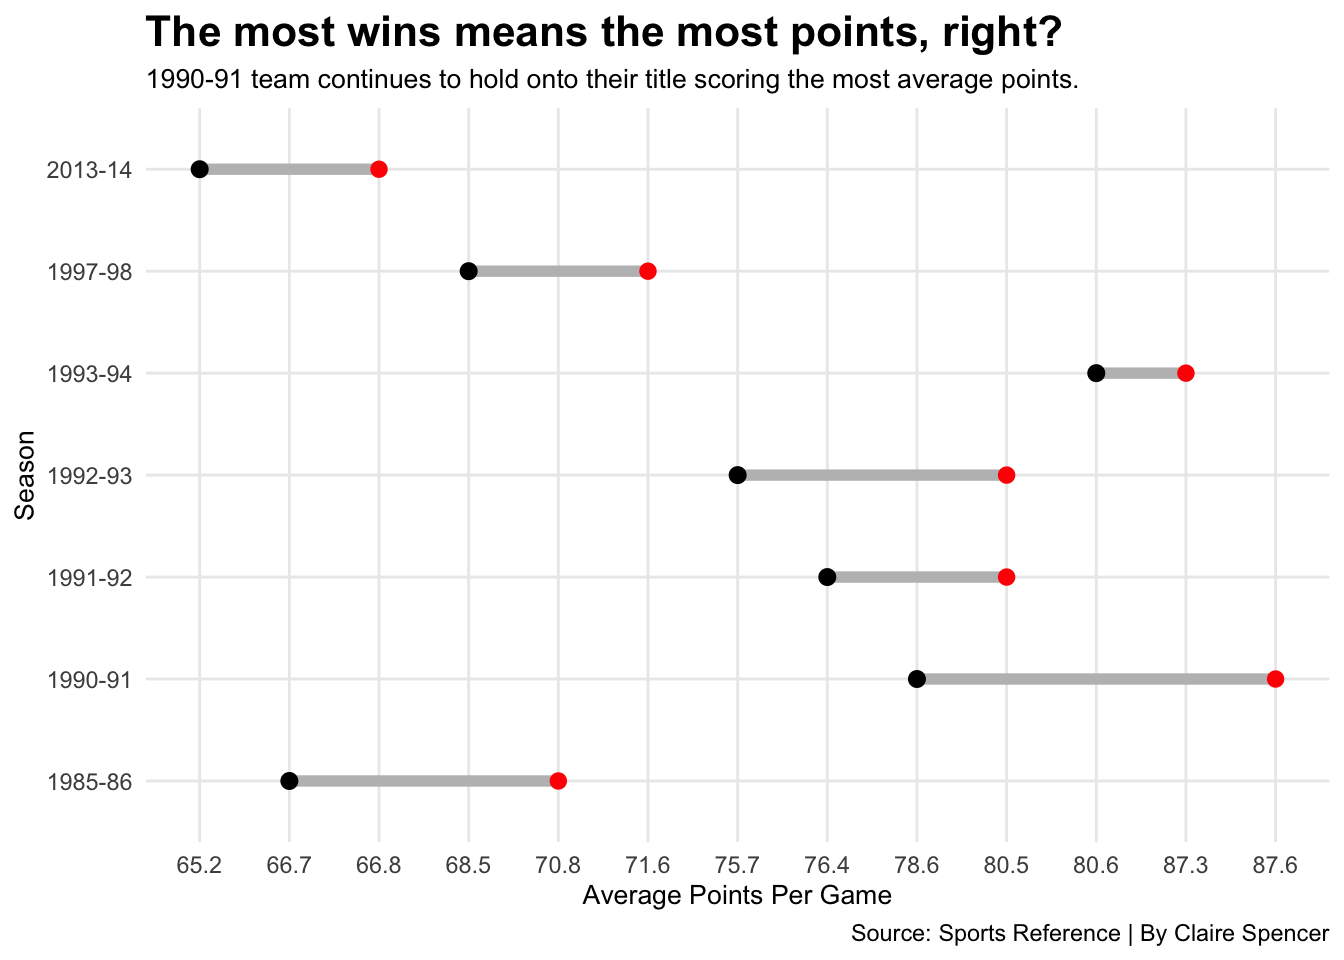 The most wins means the most points, right?
1990-91 team continues to hold onto their title scoring the most average points.
Season
2013-14
1997-98
1993-94
1992-93
1991-92
1990-91
1985-86
65.2 66.7 66.8 68.5 70.8 71.6 75.7 76.4 78.6 80.5 80.6 87.3 87.6
Average Points Per Game
Source: Sports Reference | By Claire Spencer